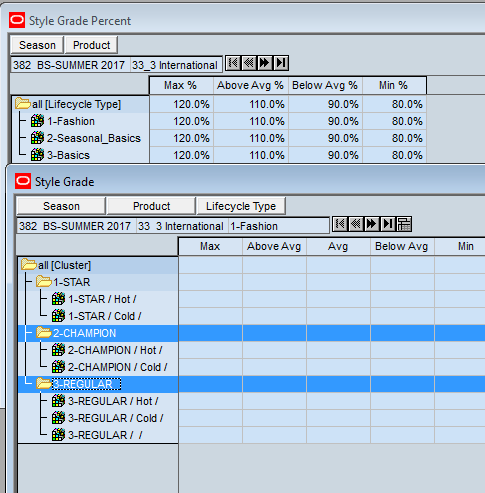 Style Grade Percent
Season Product
382 BS-SUMMER 2017 33_3 International
Max % Above Avg % Below Avg % Min %
all [Lifecycle Type] 120.0% 110.0% 90.0% 80.0%
1-Fashion 120.0% 110.0% 90.0% 80.0%
2-Seasonal_Basics 120.0% 110.0% 90.0% 80.0%
3-Basics 120.0% 110.0% 90.0% 80.0%
Style Grade
Season Product Lifecycle Type
382 BS-SUMMER 2017 33 3 International 1-Fashion
Max Above Avg Avg Below Avg Min
all [Cluster]
1-STAR
1-STAR / Hot /
1-STAR / Cold /
2-CHAMPION
2-CHAMPION / Hot /
2-CHAMPION / Cold /
3-REGULAR
3-REGULAR / Hot /
3-REGULAR / Cold /
3-REGULAR / /